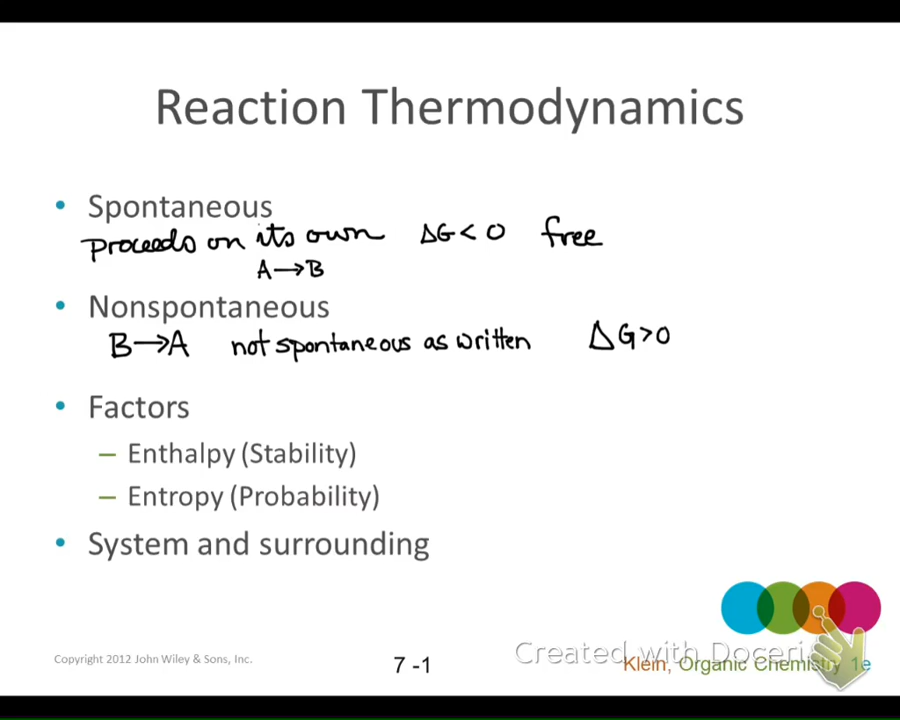 Reaction Thermodynamics
• Spontaneous
proceeds on its own ΔG < 0 free
A → B
• Nonspontaneous
B → A not spontaneous as written ΔG > 0
• Factors
– Enthalpy (Stability)
– Entropy (Probability)
• System and surrounding
Created with Doceri
Copyright 2012 John Wiley & Sons, Inc.
7 -1
Klein, Organic Chemistry 1e